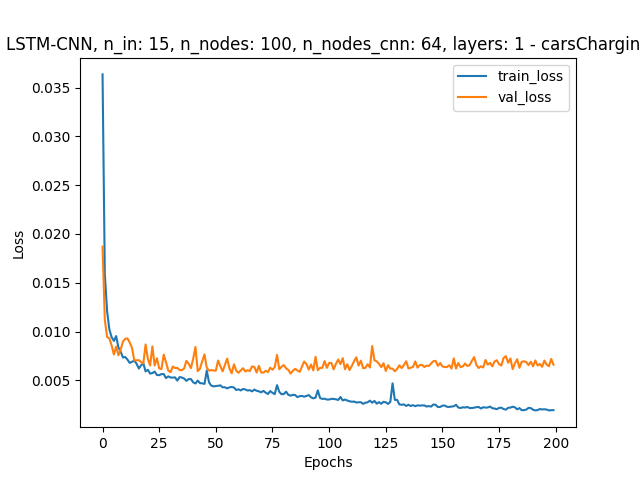 LSTM-CNN, n_in: 15, n_nodes: 100, n_nodes_cnn: 64, layers: 1 - carsChargin
train_loss
val_loss
0.035
0.030
0.025
0.020
0.015
0.010
0.005
Loss
0 25 50 75 100 125 150 175 200
Epochs